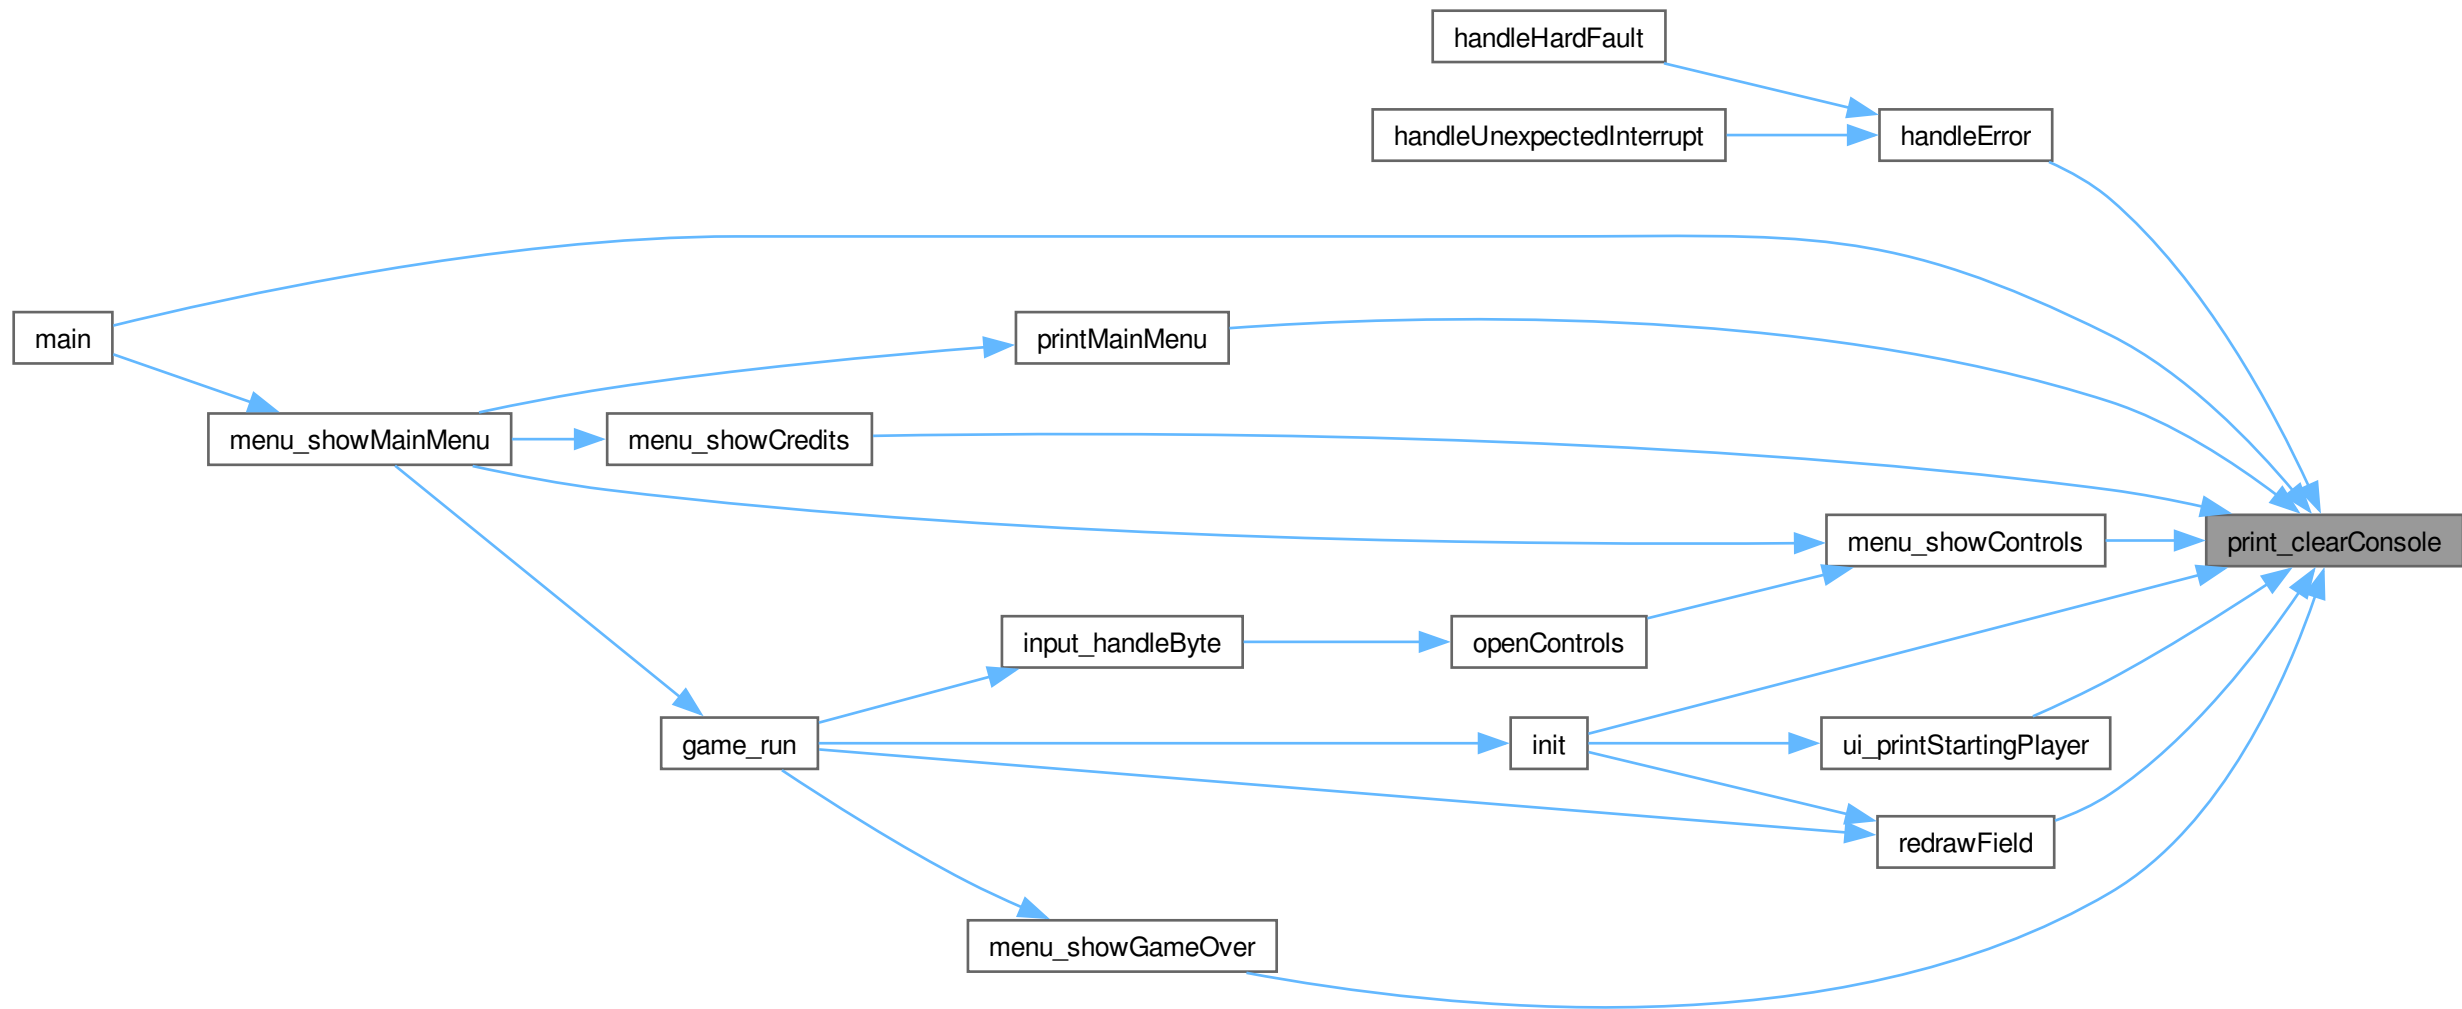 handleHardFault
handleUnexpectedInterrupt
handleError
main
printMainMenu
menu_showMainMenu
menu_showCredits
menu_showControls
print_clearConsole
input_handleByte
openControls
game_run
init
ui_printStartingPlayer
redrawField
menu_showGameOver